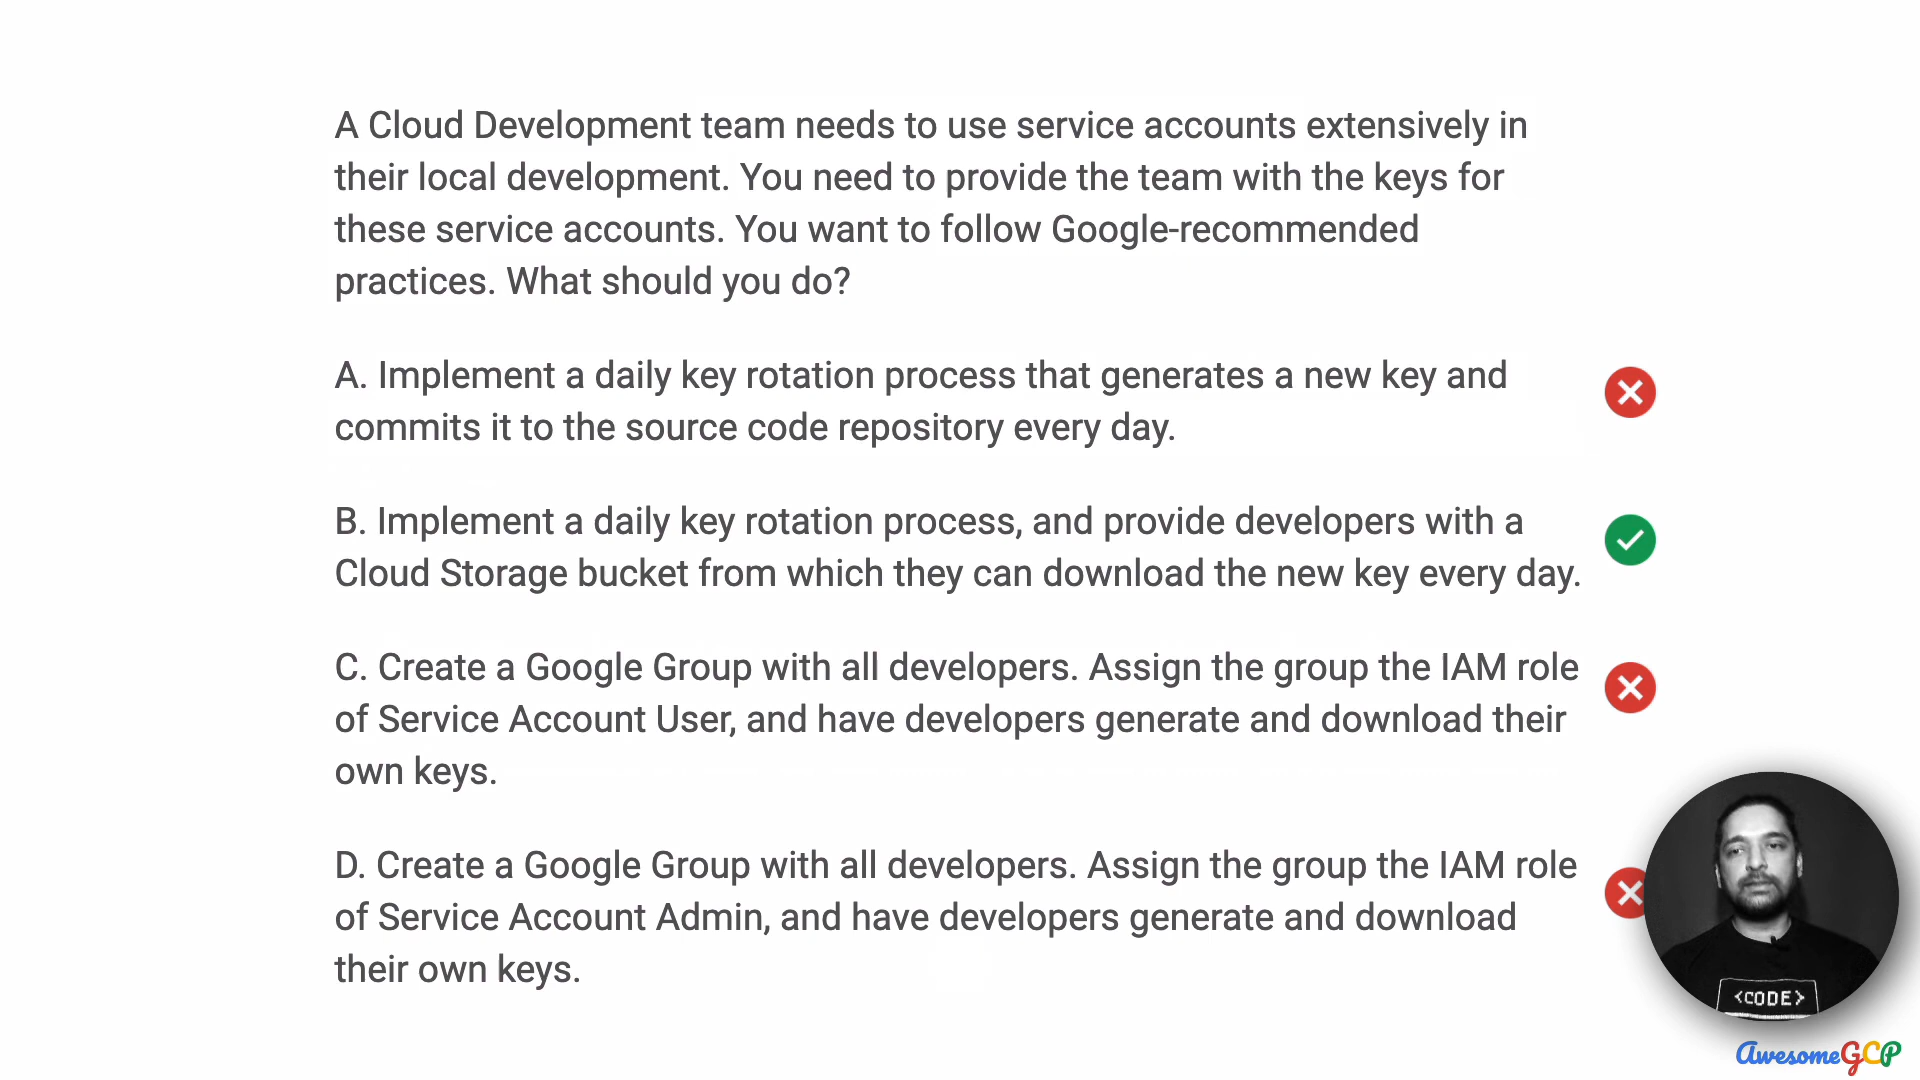 A Cloud Development team needs to use service accounts extensively in
their local development. You need to provide the team with the keys for
these service accounts. You want to follow Google-recommended
practices. What should you do?
A. Implement a daily key rotation process that generates a new key and
commits it to the source code repository every day.
B. Implement a daily key rotation process, and provide developers with a
Cloud Storage bucket from which they can download the new key every day.
C. Create a Google Group with all developers. Assign the group the IAM role
of Service Account User, and have developers generate and download their
own keys.
D. Create a Google Group with all developers. Assign the group the IAM role
of Service Account Admin, and have developers generate and download
their own keys.
<CODE>
AwesomeGCP